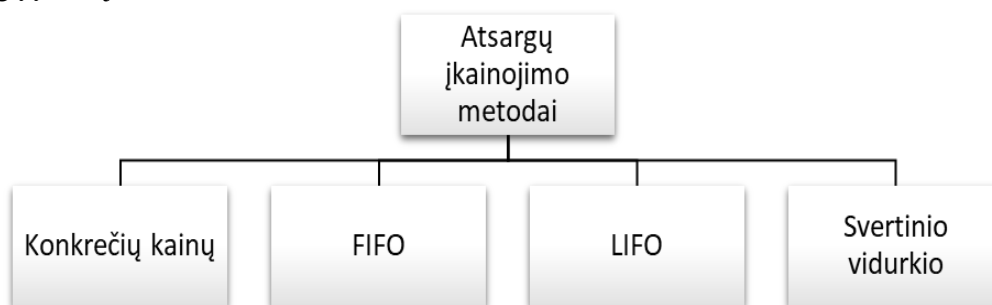 Atsargų
įkainojimo
metodai
Konkrečių kainų
FIFO
LIFO
Svertinio
vidurkio